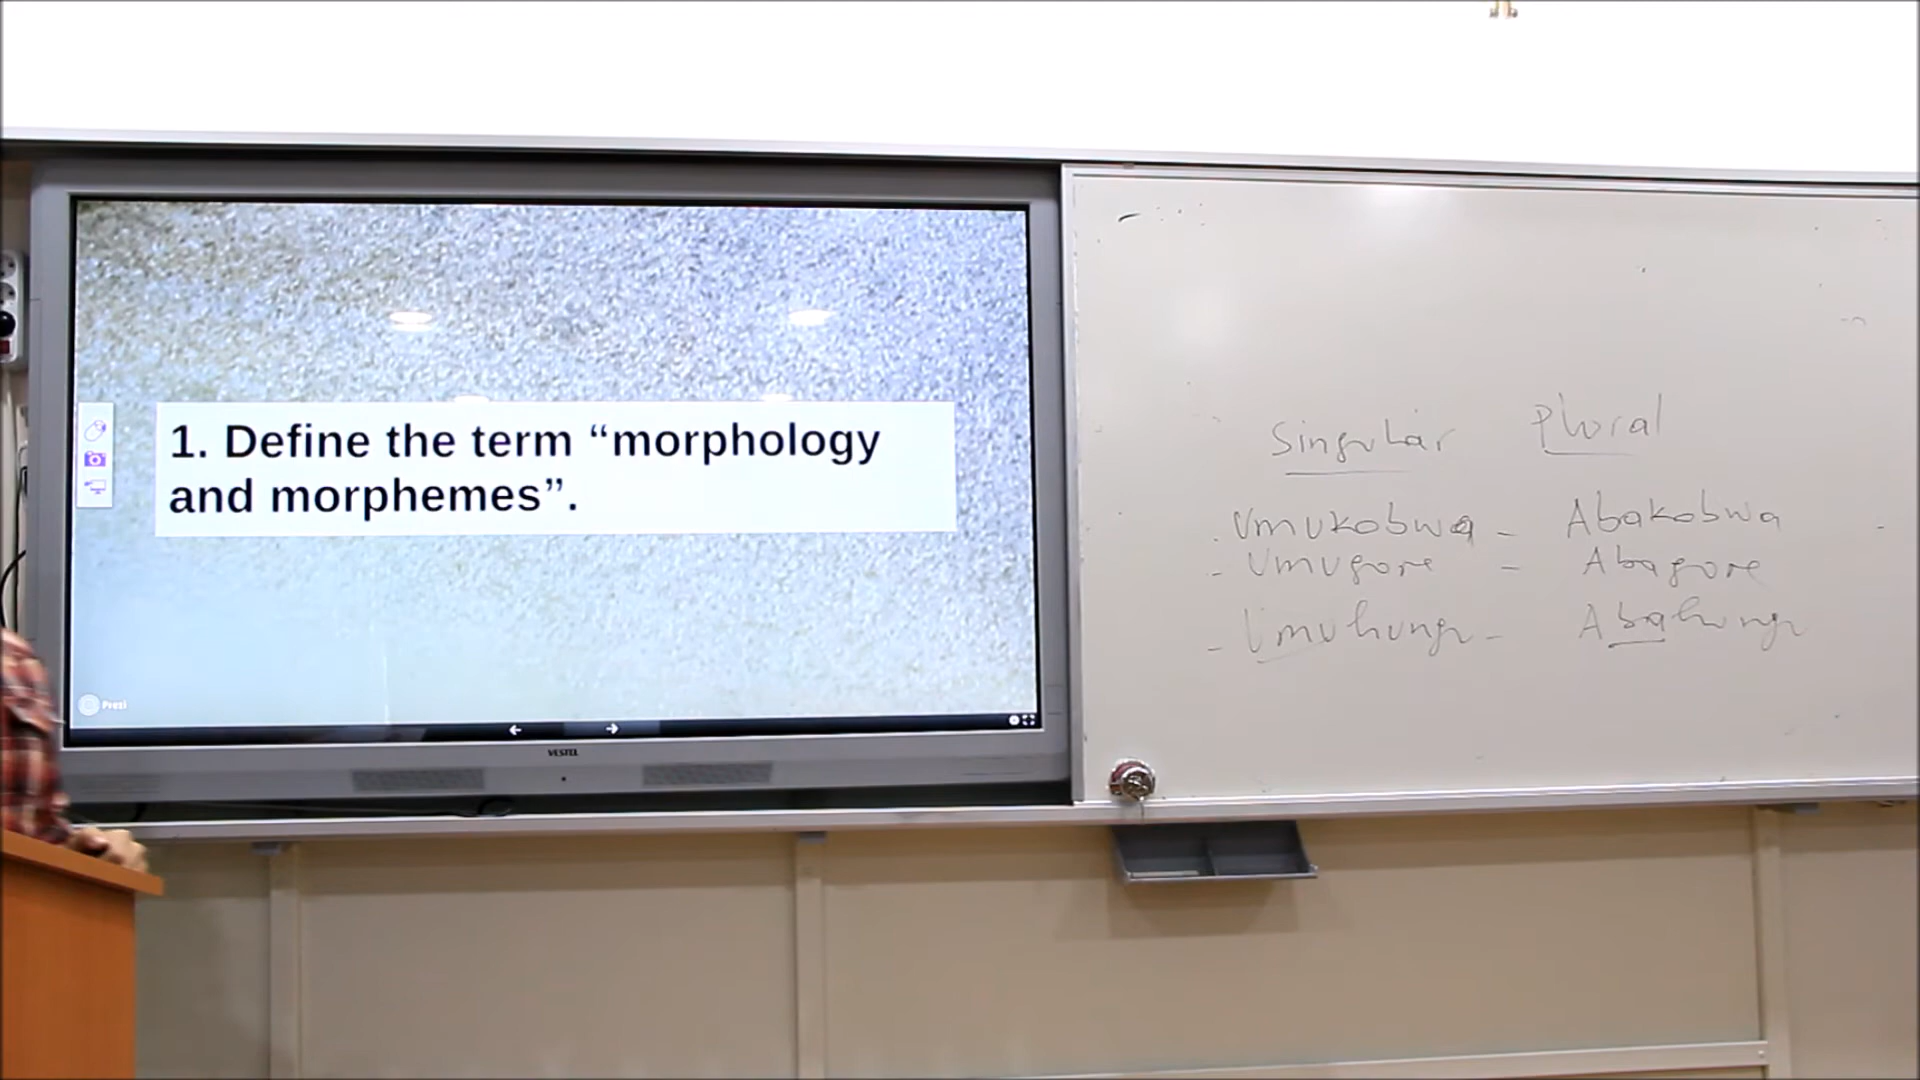 1. Define the term “morphology
and morphemes”.
Prezi
VESTEL
Singular Plural
- Umukobwa - Abakobwa
- Umugore - Abagore
- Umuhungu - Abahungu